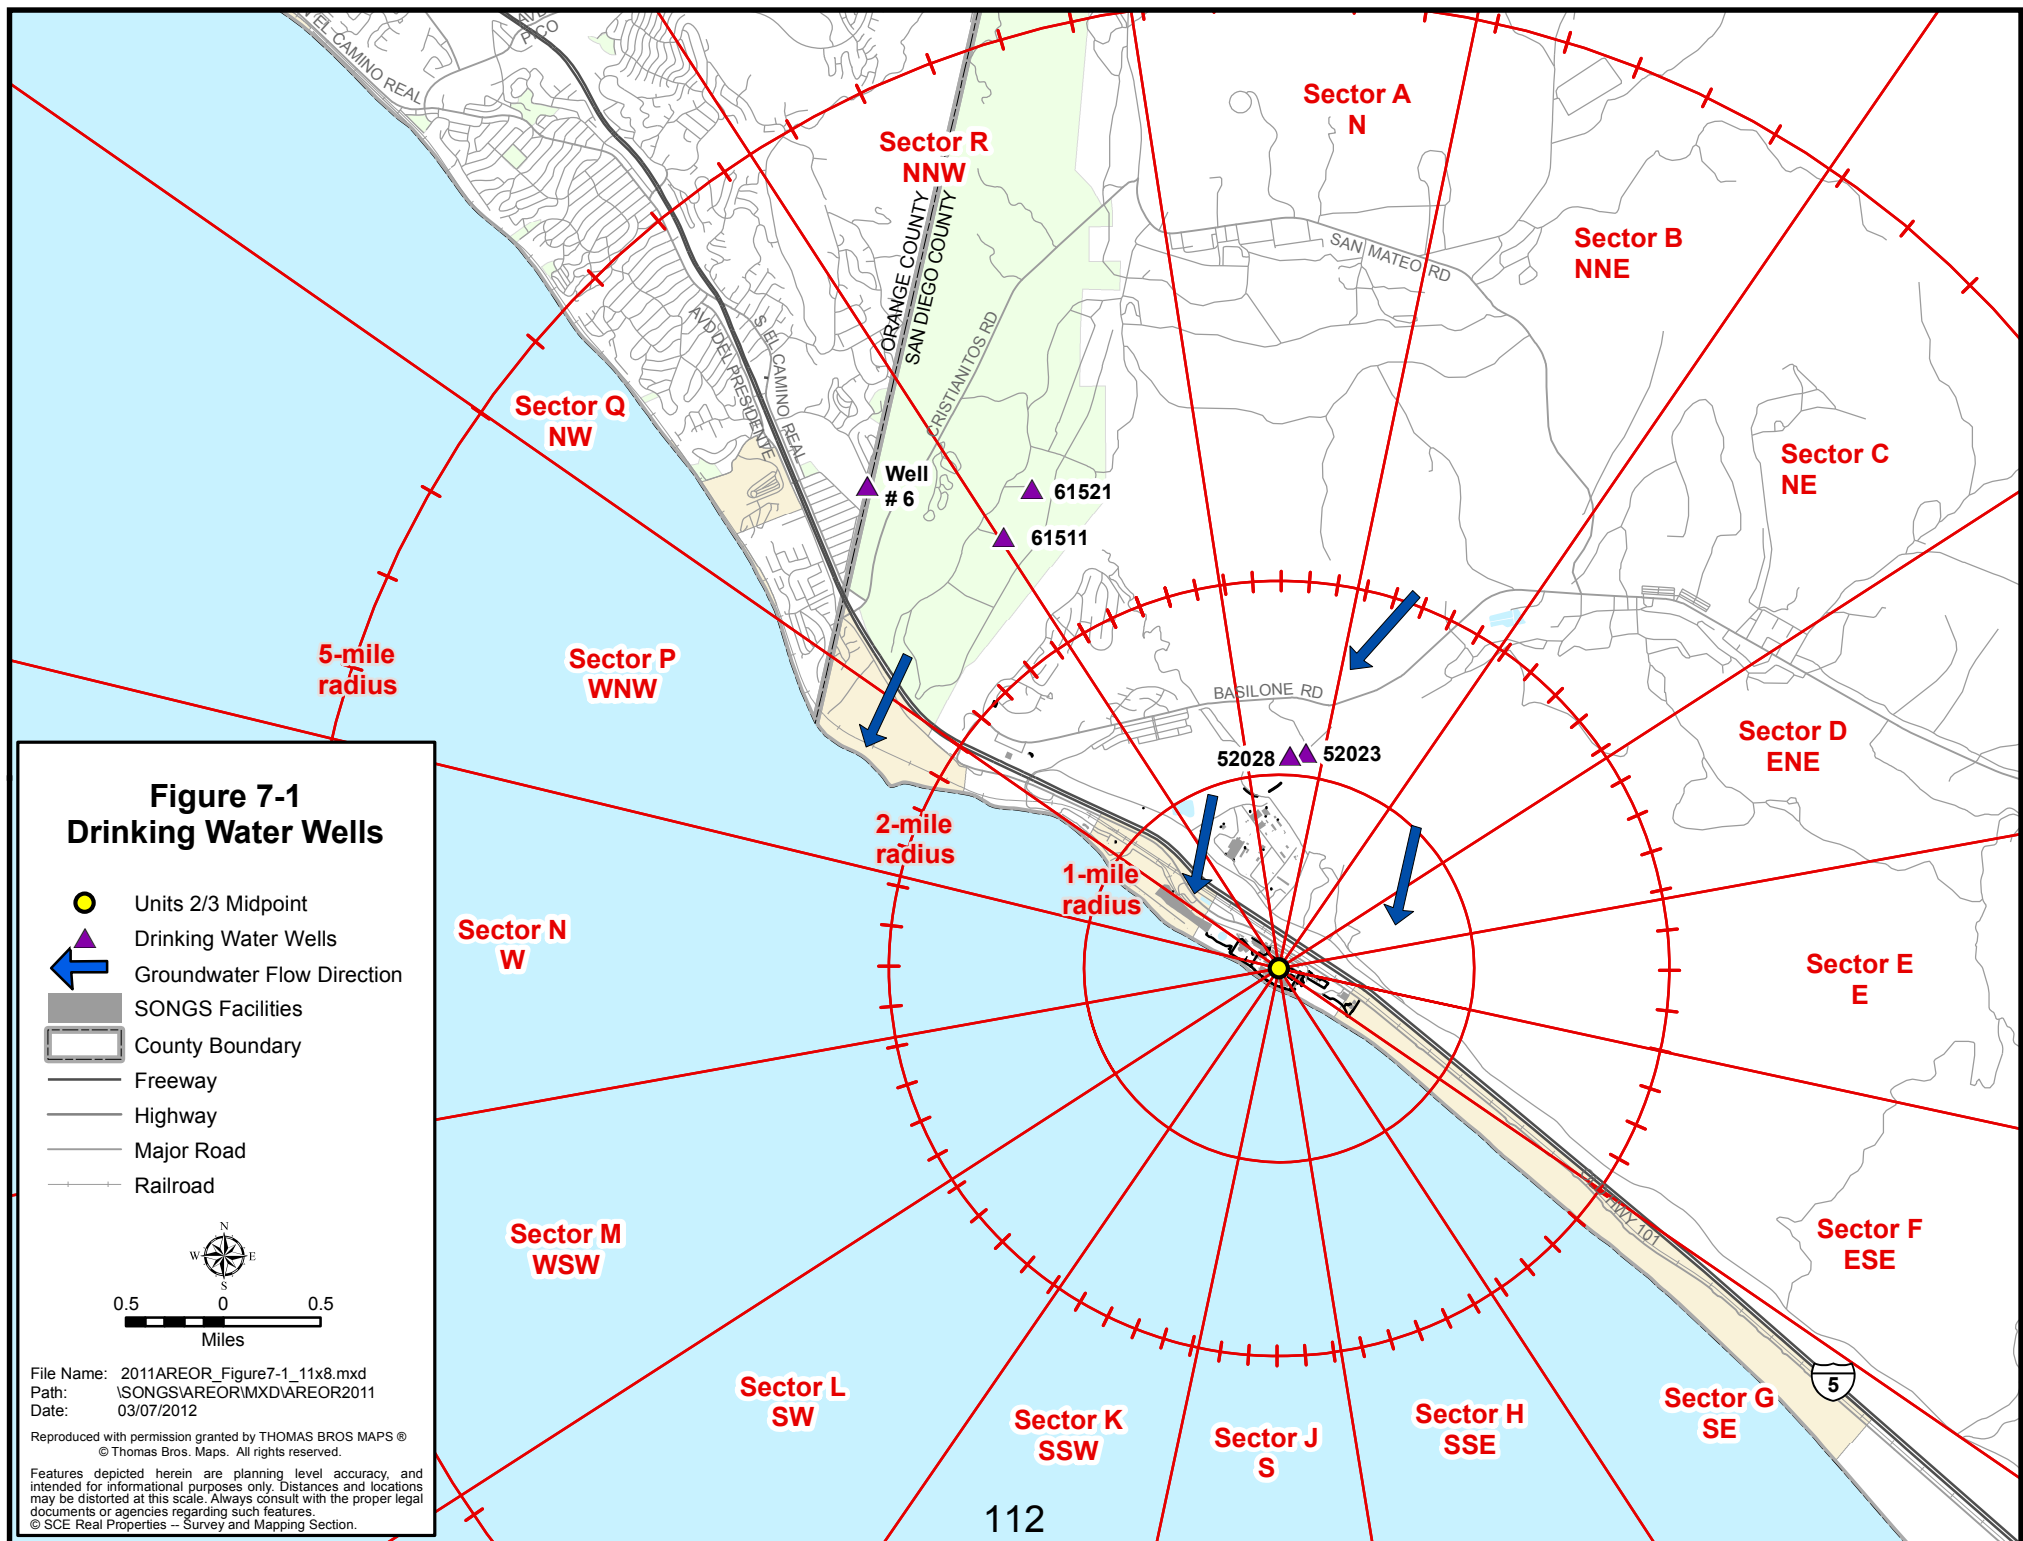 N EL CAMINO REAL
AVD
PICO
Sector A
N
Sector R
NNW
Sector B
NNE
SAN MATEO RD
ORANGE COUNTY
SAN DIEGO COUNTY
CRISTIANITOS RD
AVD DEL PRESIDENTE
S EL CAMINO REAL
Sector Q
NW
Sector C
NE
Well
# 6
61521
61511
5-mile
radius
Sector P
WNW
BASILONE RD
Sector D
ENE
52028
52023
2-mile
radius
1-mile
radius
Sector N
W
Sector E
E
HWY 101
Sector M
WSW
Sector F
ESE
5
Sector L
SW
Sector K
SSW
Sector J
S
Sector H
SSE
Sector G
SE
112
Figure 7-1
Drinking Water Wells
Units 2/3 Midpoint
Drinking Water Wells
Groundwater Flow Direction
SONGS Facilities
County Boundary
Freeway
Highway
Major Road
Railroad
N
W E
S
0.5 0 0.5
Miles
File Name: 2011AREOR_Figure7-1_11x8.mxd
Path: \SONGS\AREOR\MXD\AREOR2011
Date: 03/07/2012
Reproduced with permission granted by THOMAS BROS MAPS ®
© Thomas Bros. Maps. All rights reserved.
Features depicted herein are planning level accuracy, and
intended for informational purposes only. Distances and locations
may be distorted at this scale. Always consult with the proper legal
documents or agencies regarding such features.
© SCE Real Properties -- Survey and Mapping Section.